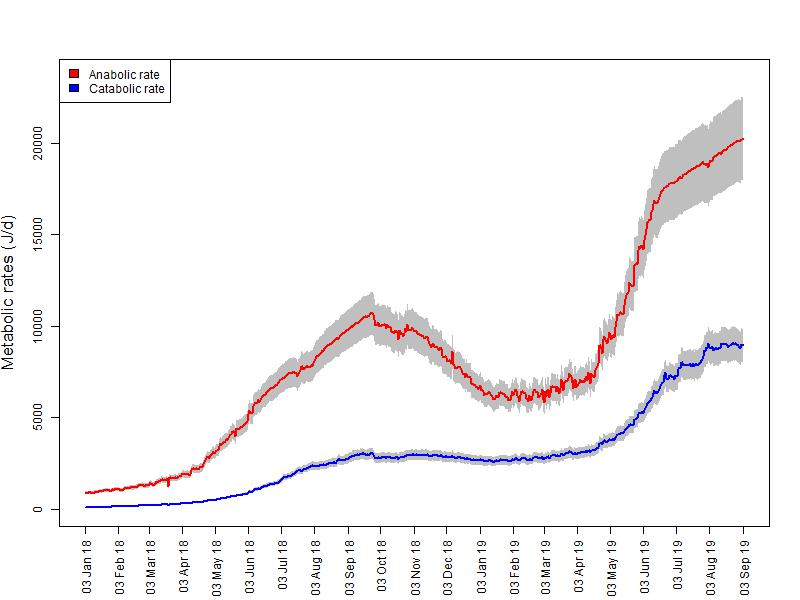 Anabolic rate
Catabolic rate
Metabolic rates (J/d)
20000
15000
10000
5000
0
03 Jan 18
03 Feb 18
03 Mar 18
03 Apr 18
03 May 18
03 Jun 18
03 Jul 18
03 Aug 18
03 Sep 18
03 Oct 18
03 Nov 18
03 Dec 18
03 Jan 19
03 Feb 19
03 Mar 19
03 Apr 19
03 May 19
03 Jun 19
03 Jul 19
03 Aug 19
03 Sep 19